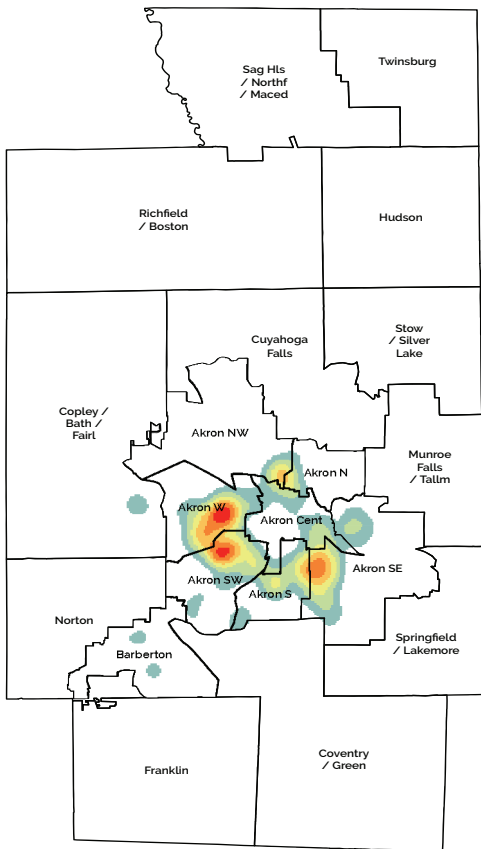 Twinsburg
Sag Hls
/ Northf
/ Maced
Richfield
/ Boston
Hudson
Stow
/ Silver
Lake
Cuyahoga
Falls
Copley /
Bath /
Fairl
Akron NW
Munroe
Falls
/ Tallm
Akron N
Akron W
Akron Cent
Akron SE
Akron SW
Akron S
Norton
Springfield
/ Lakemore
Barberton
Coventry
/ Green
Franklin